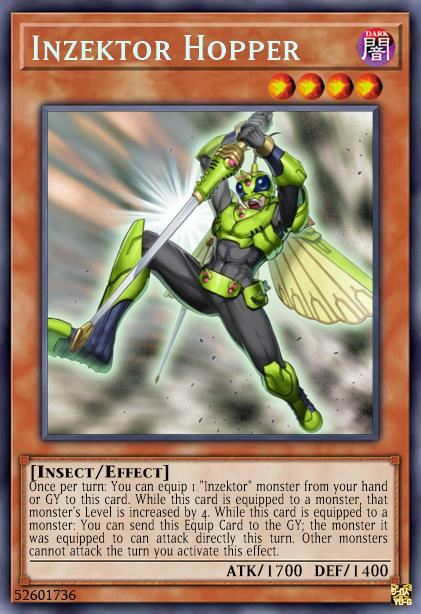 Inzektor Hopper
DARK
闇
[Insect/Effect]
Once per turn: You can equip 1 "Inzektor" monster from your hand
or GY to this card. While this card is equipped to a monster, that
monster's Level is increased by 4. While this card is equipped to a
monster: You can send this Equip Card to the GY; the monster it
was equipped to can attack directly this turn. Other monsters
cannot attack the turn you activate this effect.
ATK/1700 DEF/1400
52601736